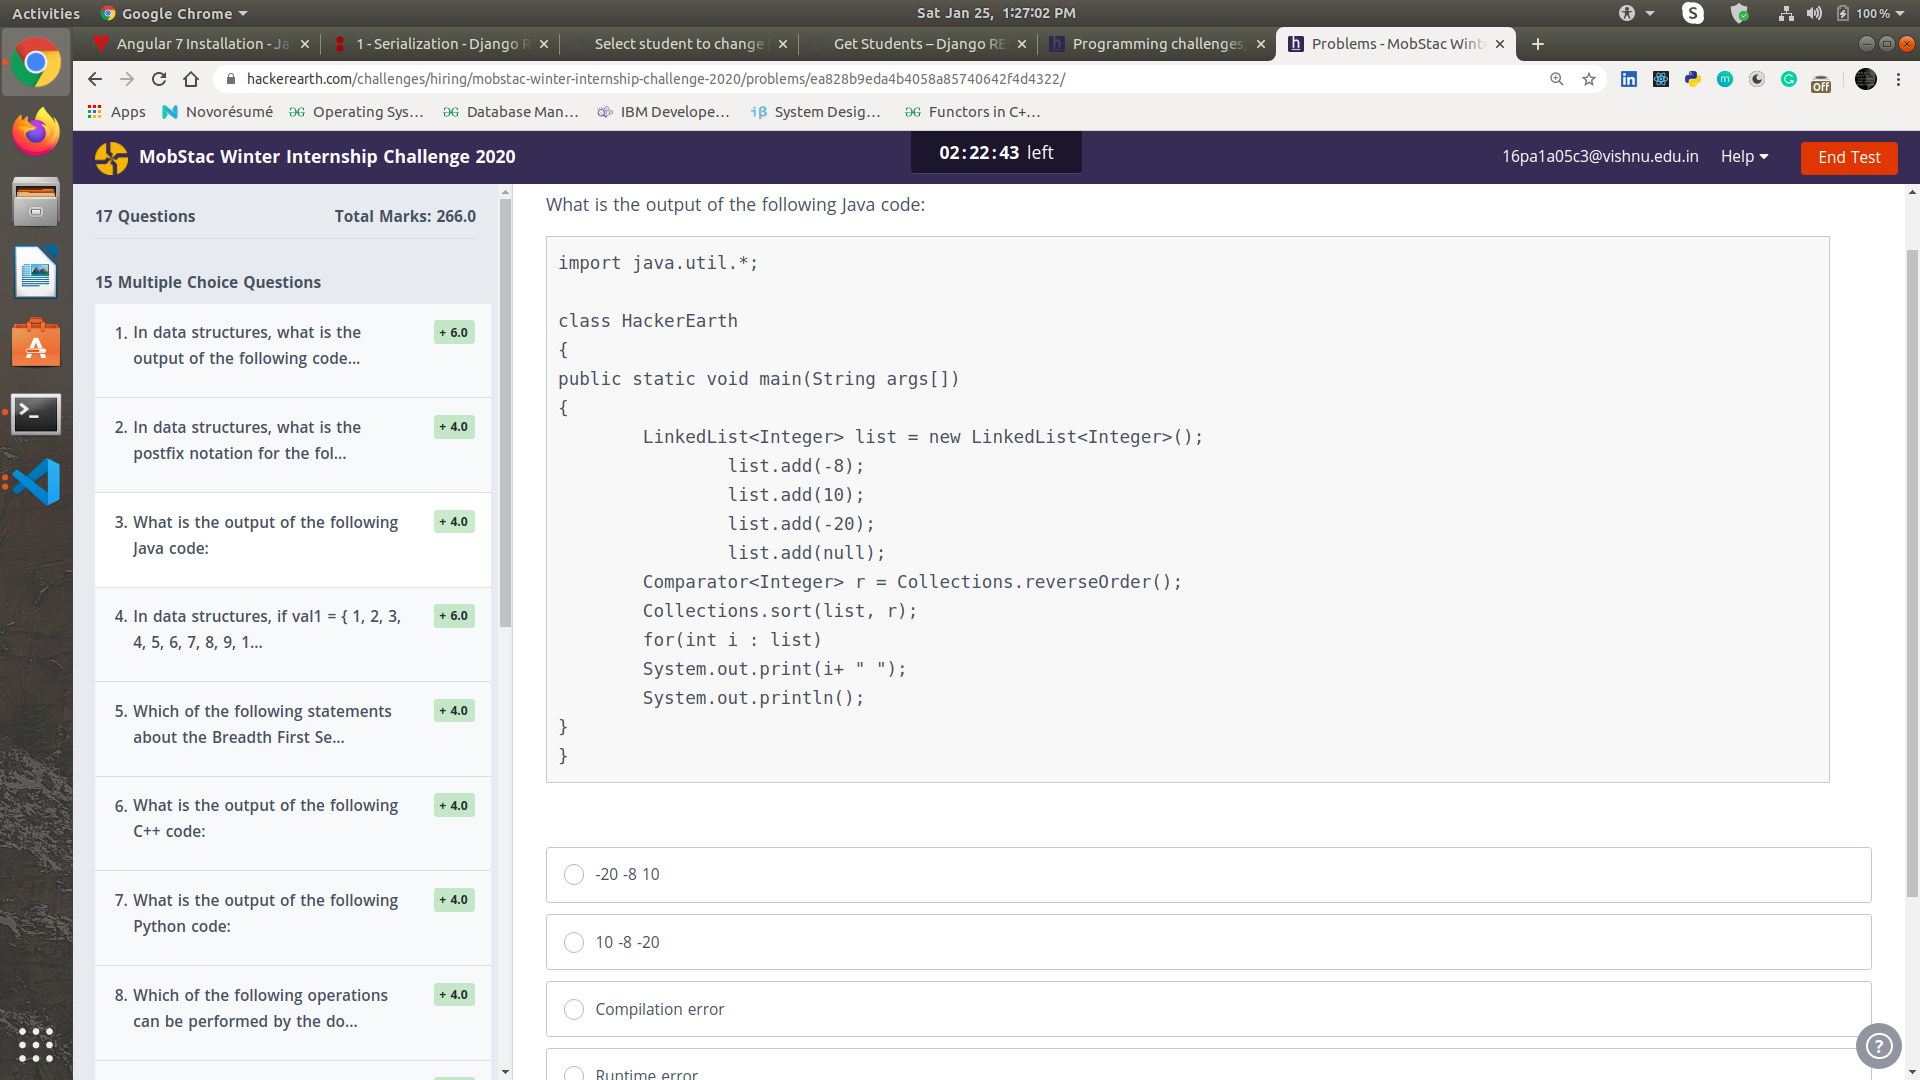 Activities
Google Chrome
Sat Jan 25, 1:27:02 PM
100 %
Angular 7 Installation - Ja
1 - Serialization - Django R
Select student to change
Get Students – Django RE
Programming challenges,
Problems - MobStac Wint
hackerearth.com/challenges/hiring/mobstac-winter-internship-challenge-2020/problems/ea828b9eda4b4058a85740642f4d4322/
Off
Apps
Novorésumé
Operating Sys...
Database Man...
IBM Develope...
System Desig...
Functors in C+...
MobStac Winter Internship Challenge 2020
02:22:43 left
16pa1a05c3@vishnu.edu.in
Help
End Test
17 Questions
Total Marks: 266.0
15 Multiple Choice Questions
1. In data structures, what is the
output of the following code...
+ 6.0
2. In data structures, what is the
postfix notation for the fol...
+ 4.0
3. What is the output of the following
Java code:
+ 4.0
4. In data structures, if val1 = { 1, 2, 3,
4, 5, 6, 7, 8, 9, 1...
+ 6.0
5. Which of the following statements
about the Breadth First Se...
+ 4.0
6. What is the output of the following
C++ code:
+ 4.0
7. What is the output of the following
Python code:
+ 4.0
8. Which of the following operations
can be performed by the do...
+ 4.0
What is the output of the following Java code:
import java.util.*;
class HackerEarth
{
public static void main(String args[])
{
LinkedList<Integer> list = new LinkedList<Integer>();
list.add(-8);
list.add(10);
list.add(-20);
list.add(null);
Comparator<Integer> r = Collections.reverseOrder();
Collections.sort(list, r);
for(int i : list)
System.out.print(i+ " ");
System.out.println();
}
}
-20 -8 10
10 -8 -20
Compilation error
Runtime error